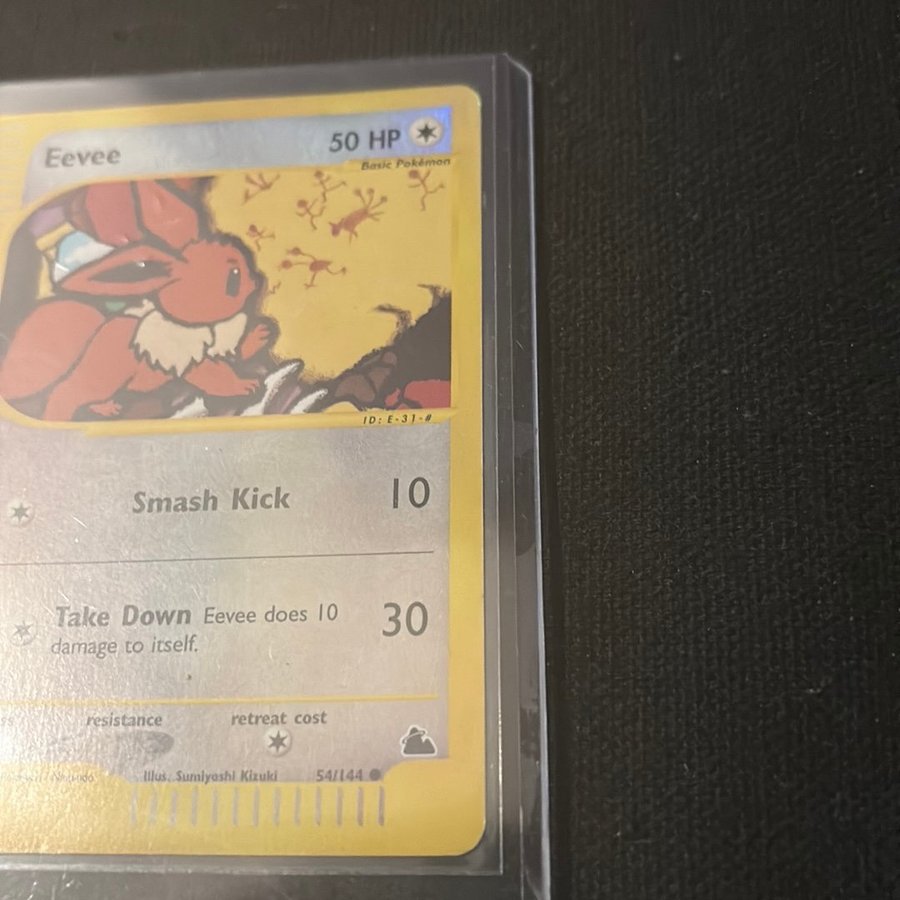 Eevee 50 HP
Basic Pokémon
ID: E-31-#
Smash Kick 10
Take Down Eevee does 10 30
damage to itself.
resistance retreat cost
Illus. Sumiyoshi Kizuki 54/144